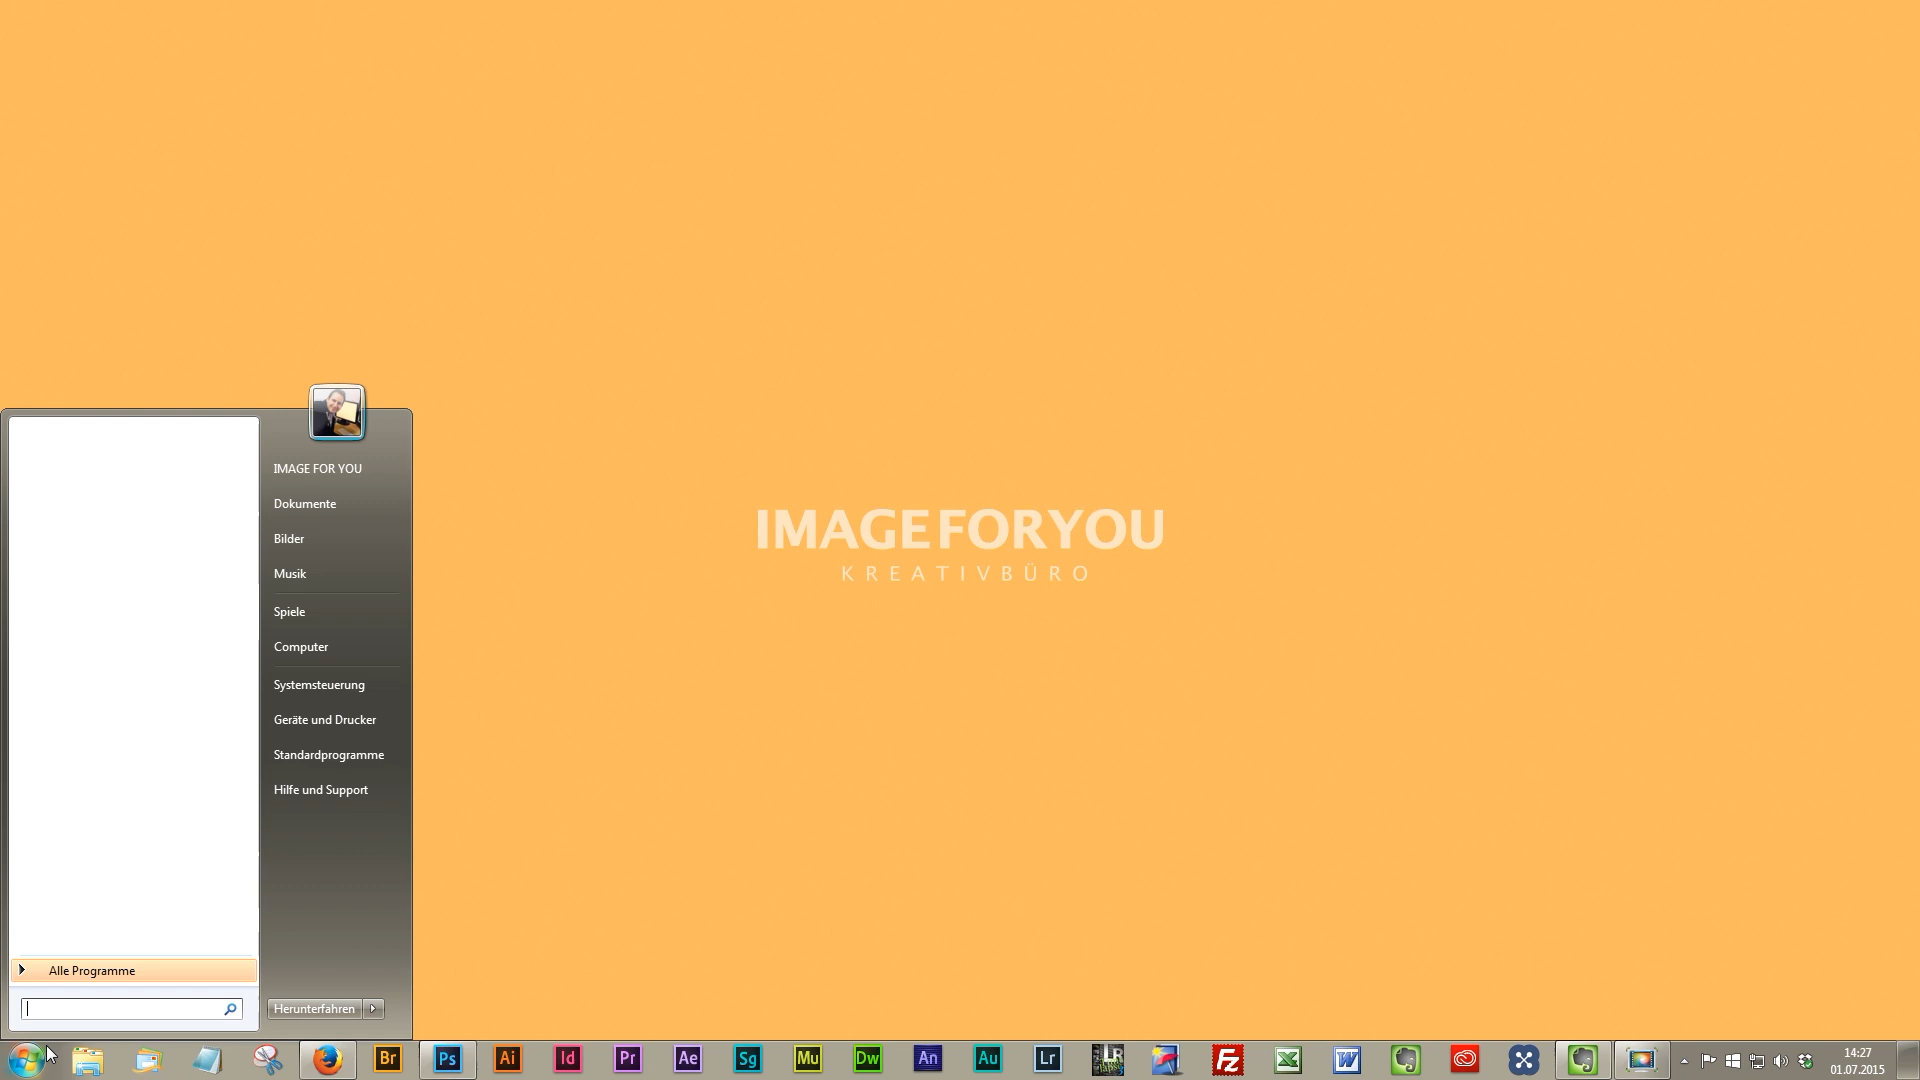 IMAGE FOR YOU
Dokumente
Bilder
Musik
Spiele
Computer
Systemsteuerung
Geräte und Drucker
Standardprogramme
Hilfe und Support
Alle Programme
Herunterfahren
IMAGEFORYOU
KREATIVBÜRO
Br
Ps
Ai
Id
Pr
Ae
Sg
Mu
Dw
An
Au
Lr
LR
Fz
X
W
14:27
01.07.2015